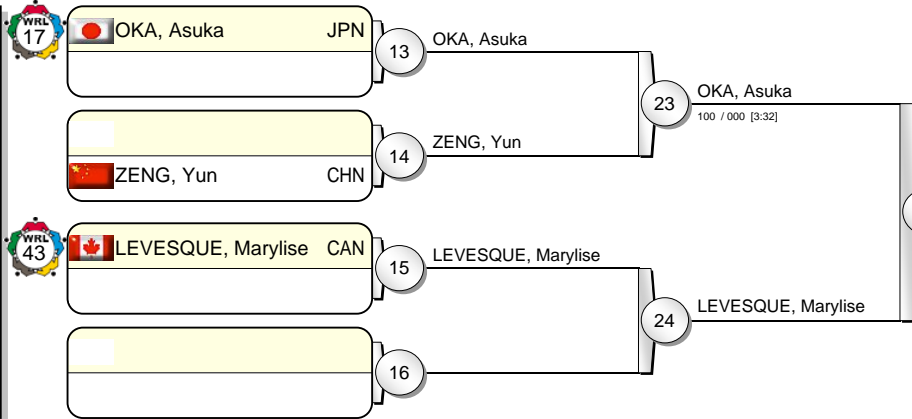 WRL
17
OKA, Asuka JPN
13
OKA, Asuka
23
OKA, Asuka
100 / 000 [3:32]
14
ZENG, Yun
ZENG, Yun CHN
WRL
43
LEVESQUE, Marylise CAN
15
LEVESQUE, Marylise
24
LEVESQUE, Marylise
16